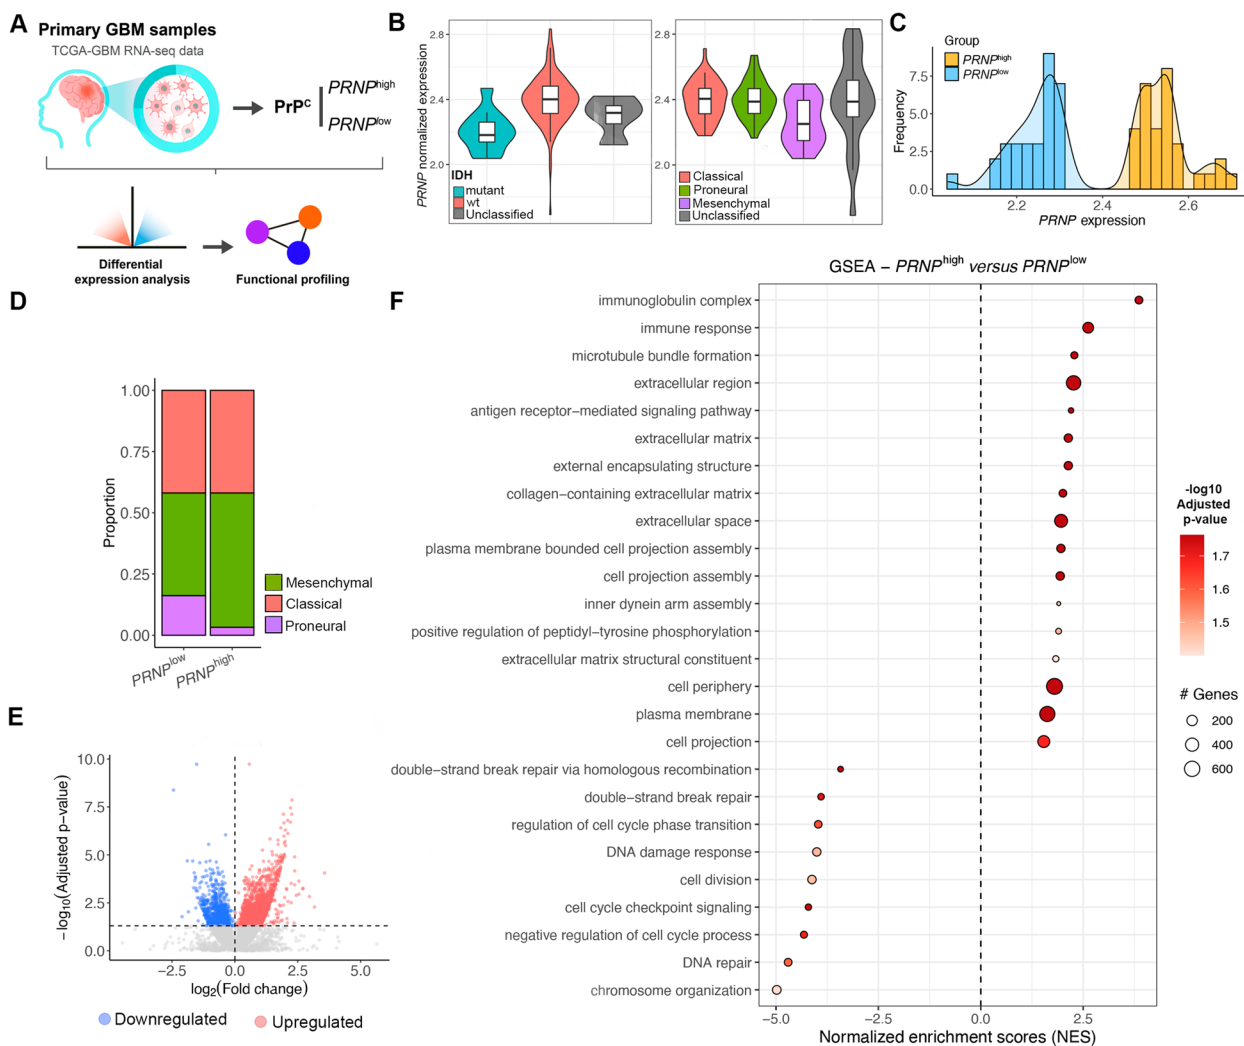 A
Primary GBM samples
TCGA-GBM RNA-seq data
PrPC
PRNPhigh
PRNPlow
Differential
expression analysis
Functional profiling
B
PRNP normalized expression
2.8
2.4
2.0
IDH
mutant
wt
Unclassified
2.8
2.4
2.0
Classical
Proneural
Mesenchymal
Unclassified
C
Group
PRNPhigh
PRNPlow
Frequency
7.5
5.0
2.5
0.0
2.2
2.4
2.6
PRNP expression
D
Proportion
1.00
0.75
0.50
0.25
0.00
PRNPlow
PRNPhigh
Mesenchymal
Classical
Proneural
E
−log10(Adjusted p−value)
10.0
7.5
5.0
2.5
0.0
−2.5
0.0
2.5
5.0
log2(Fold change)
Downregulated
Upregulated
F
GSEA – PRNPhigh versus PRNPlow
immunoglobulin complex
immune response
microtubule bundle formation
extracellular region
antigen receptor−mediated signaling pathway
extracellular matrix
external encapsulating structure
collagen−containing extracellular matrix
extracellular space
plasma membrane bounded cell projection assembly
cell projection assembly
inner dynein arm assembly
positive regulation of peptidyl−tyrosine phosphorylation
extracellular matrix structural constituent
cell periphery
plasma membrane
cell projection
double−strand break repair via homologous recombination
double−strand break repair
regulation of cell cycle phase transition
DNA damage response
cell division
cell cycle checkpoint signaling
negative regulation of cell cycle process
DNA repair
chromosome organization
−5.0
−2.5
0.0
2.5
Normalized enrichment scores (NES)
-log10
Adjusted
p-value
1.7
1.6
1.5
# Genes
200
400
600